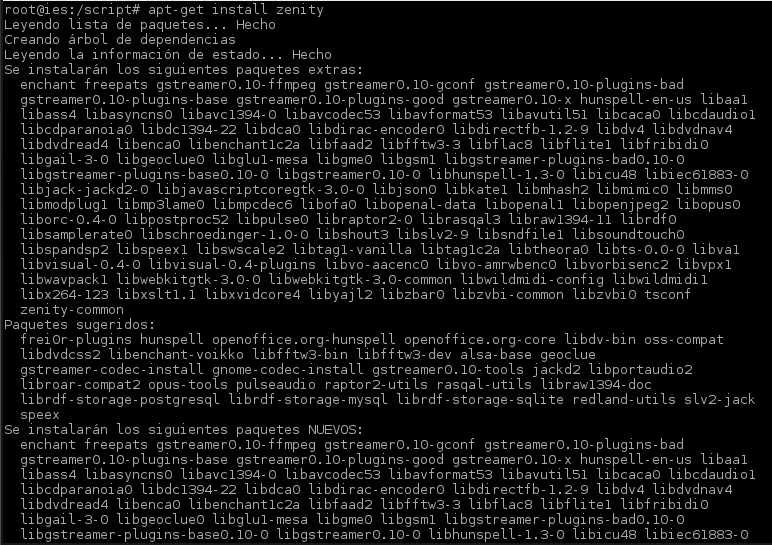 root@ies:/script# apt-get install zenity
Leyendo lista de paquetes... Hecho
Creando árbol de dependencias
Leyendo la información de estado... Hecho
Se instalarán los siguientes paquetes extras:
enchant freepats gstreamer0.10-ffmpeg gstreamer0.10-gconf gstreamer0.10-plugins-bad
gstreamer0.10-plugins-base gstreamer0.10-plugins-good gstreamer0.10-x hunspell-en-us libaa1
libass4 libasyncns0 libavc1394-0 libavcodec53 libavformat53 libavutil51 libcaca0 libcdaudio1
libcdparanoia0 libdc1394-22 libdca0 libdirac-encoder0 libdirectfb-1.2-9 libdv4 libdvdnav4
libdvdread4 libenca0 libenchant1c2a libfaad2 libfftw3-3 libflac8 libflite1 libfribidi0
libgail-3-0 libgeoclue0 libglu1-mesa libgme0 libgsm1 libgstreamer-plugins-bad0.10-0
libgstreamer-plugins-base0.10-0 libgstreamer0.10-0 libhunspell-1.3-0 libicu48 libiec61883-0
libjack-jackd2-0 libjavascriptcoregtk-3.0-0 libjson0 libkate1 libmhash2 libmimic0 libmms0
libmodplug1 libmp3lame0 libmpcdec6 libofa0 libopenal-data libopenal1 libopenjpeg2 libopus0
liborc-0.4-0 libpostproc52 libpulse0 libraptor2-0 librasqal3 libraw1394-11 librdf0
libsamplerate0 libschroedinger-1.0-0 libshout3 libslv2-9 libsndfile1 libsoundtouch0
libspandsp2 libspeex1 libswscale2 libtag1-vanilla libtag1c2a libtheora0 libts-0.0-0 libva1
libvisual-0.4-0 libvisual-0.4-plugins libvo-aacenc0 libvo-amrwbenc0 libvorbisenc2 libvpx1
libwavpack1 libwebkitgtk-3.0-0 libwebkitgtk-3.0-common libwildmidi-config libwildmidi1
libx264-123 libxslt1.1 libxvidcore4 libyajl2 libzbar0 libzvbi-common libzvbi0 tsconf
zenity-common
Paquetes sugeridos:
frei0r-plugins hunspell openoffice.org-hunspell openoffice.org-core libdv-bin oss-compat
libdvdcss2 libenchant-voikko libfftw3-bin libfftw3-dev alsa-base geoclue
gstreamer-codec-install gnome-codec-install gstreamer0.10-tools jackd2 libportaudio2
libroar-compat2 opus-tools pulseaudio raptor2-utils rasqal-utils libraw1394-doc
librdf-storage-postgresql librdf-storage-mysql librdf-storage-sqlite redland-utils slv2-jack
speex
Se instalarán los siguientes paquetes NUEVOS:
enchant freepats gstreamer0.10-ffmpeg gstreamer0.10-gconf gstreamer0.10-plugins-bad
gstreamer0.10-plugins-base gstreamer0.10-plugins-good gstreamer0.10-x hunspell-en-us libaa1
libass4 libasyncns0 libavc1394-0 libavcodec53 libavformat53 libavutil51 libcaca0 libcdaudio1
libcdparanoia0 libdc1394-22 libdca0 libdirac-encoder0 libdirectfb-1.2-9 libdv4 libdvdnav4
libdvdread4 libenca0 libenchant1c2a libfaad2 libfftw3-3 libflac8 libflite1 libfribidi0
libgail-3-0 libgeoclue0 libglu1-mesa libgme0 libgsm1 libgstreamer-plugins-bad0.10-0
libgstreamer-plugins-base0.10-0 libgstreamer0.10-0 libhunspell-1.3-0 libicu48 libiec61883-0